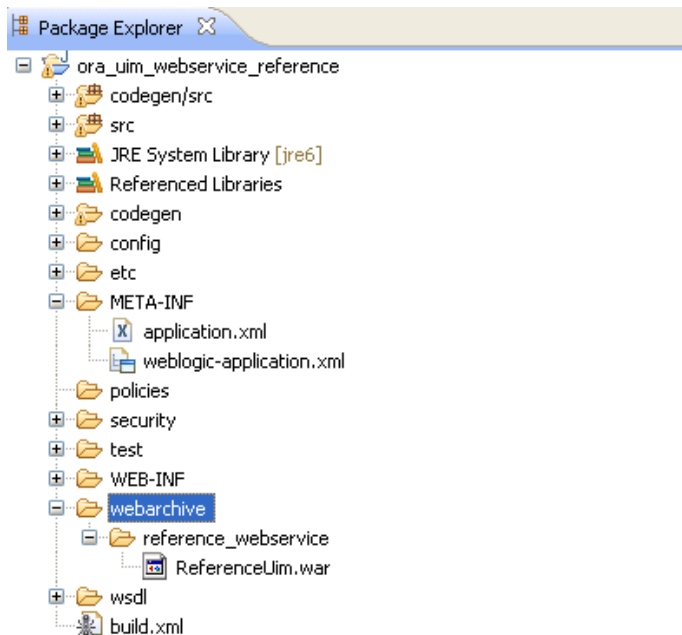 Package Explorer
ora_uim_webservice_reference
codegen/src
src
JRE System Library [jre6]
Referenced Libraries
codegen
config
etc
META-INF
application.xml
weblogic-application.xml
policies
security
test
WEB-INF
webarchive
reference_webservice
ReferenceUim.war
wsdl
build.xml